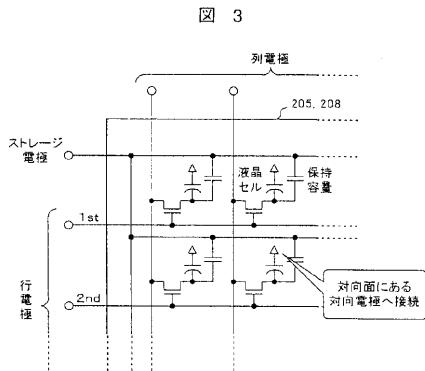 図 3
列電極
205, 208
ストレージ
電極
液晶
セル
保持
容量
1st
行電極
2nd
対向面にある
対向電極へ接続